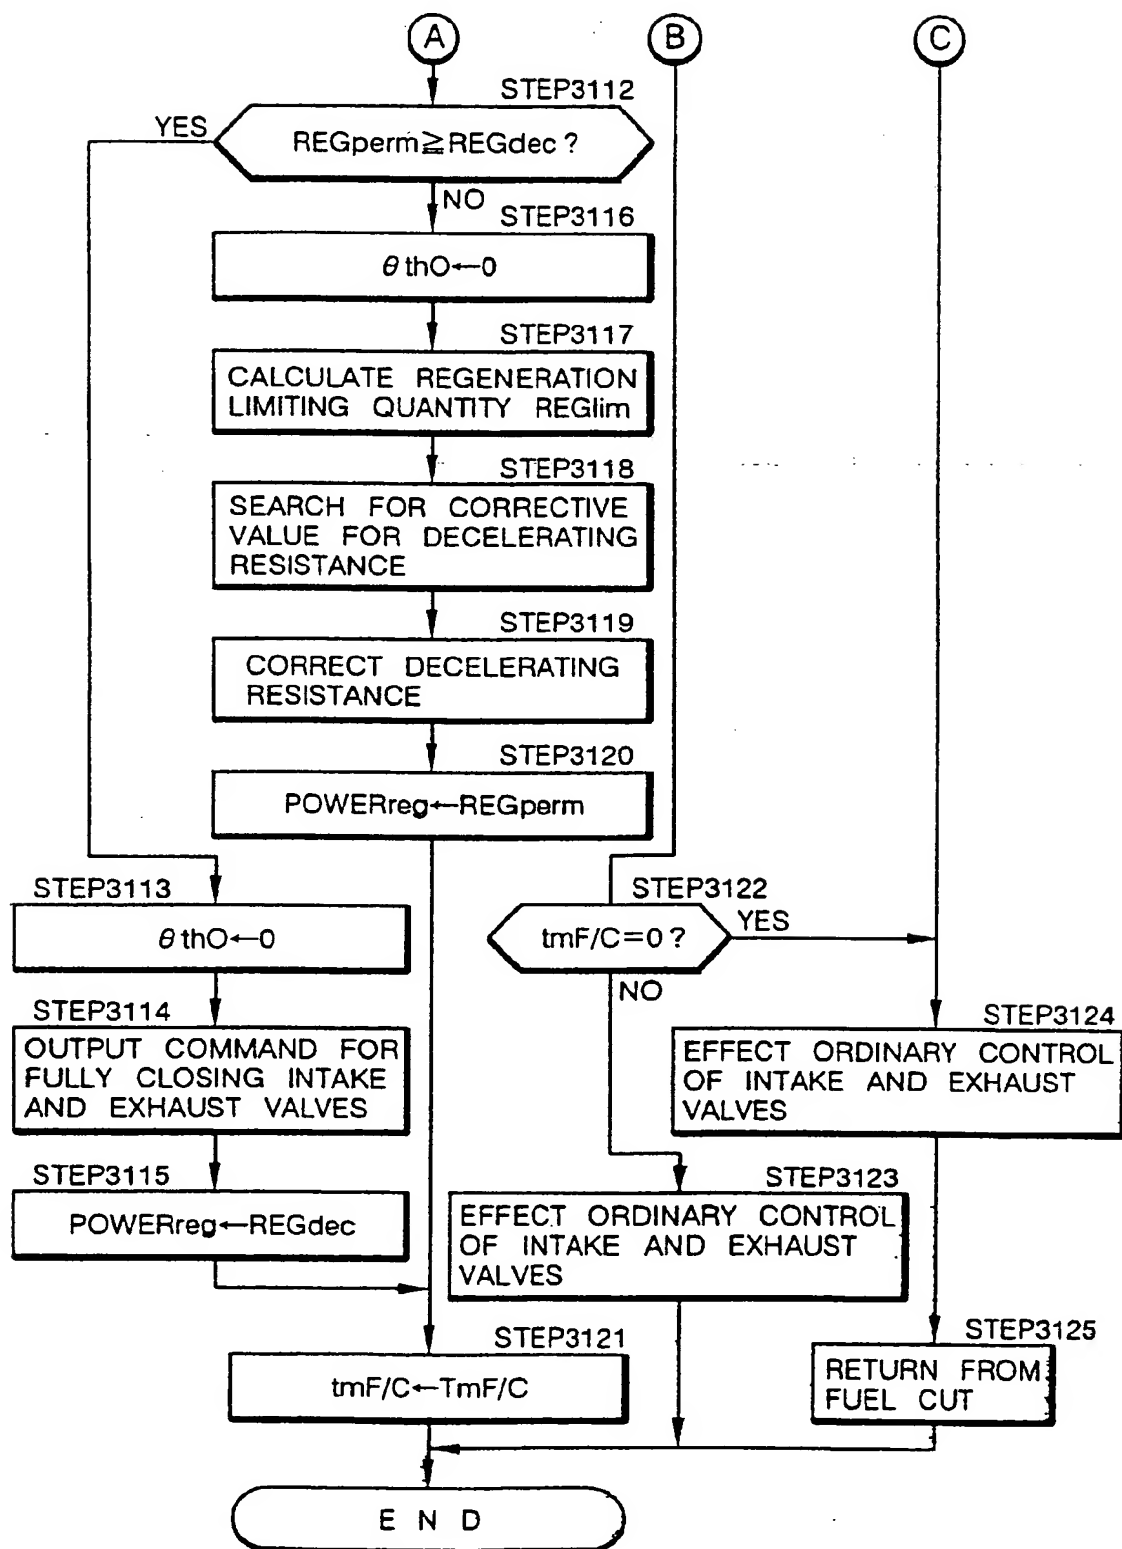 A
B
C
STEP3112
YES
REGperm≧REGdec?
NO
STEP3116
θthO←0
STEP3117
CALCULATE REGENERATION
LIMITING QUANTITY REGlim
STEP3118
SEARCH FOR CORRECTIVE
VALUE FOR DECELERATING
RESISTANCE
STEP3119
CORRECT DECELERATING
RESISTANCE
STEP3120
POWERreg←REGperm
STEP3113
θthO←0
STEP3114
OUTPUT COMMAND FOR
FULLY CLOSING INTAKE
AND EXHAUST VALVES
STEP3115
POWERreg←REGdec
STEP3122
tmF/C=0?
YES
NO
STEP3124
EFFECT ORDINARY CONTROL
OF INTAKE AND EXHAUST
VALVES
STEP3123
EFFECT ORDINARY CONTROL
OF INTAKE AND EXHAUST
VALVES
STEP3121
tmF/C←TmF/C
STEP3125
RETURN FROM
FUEL CUT
END